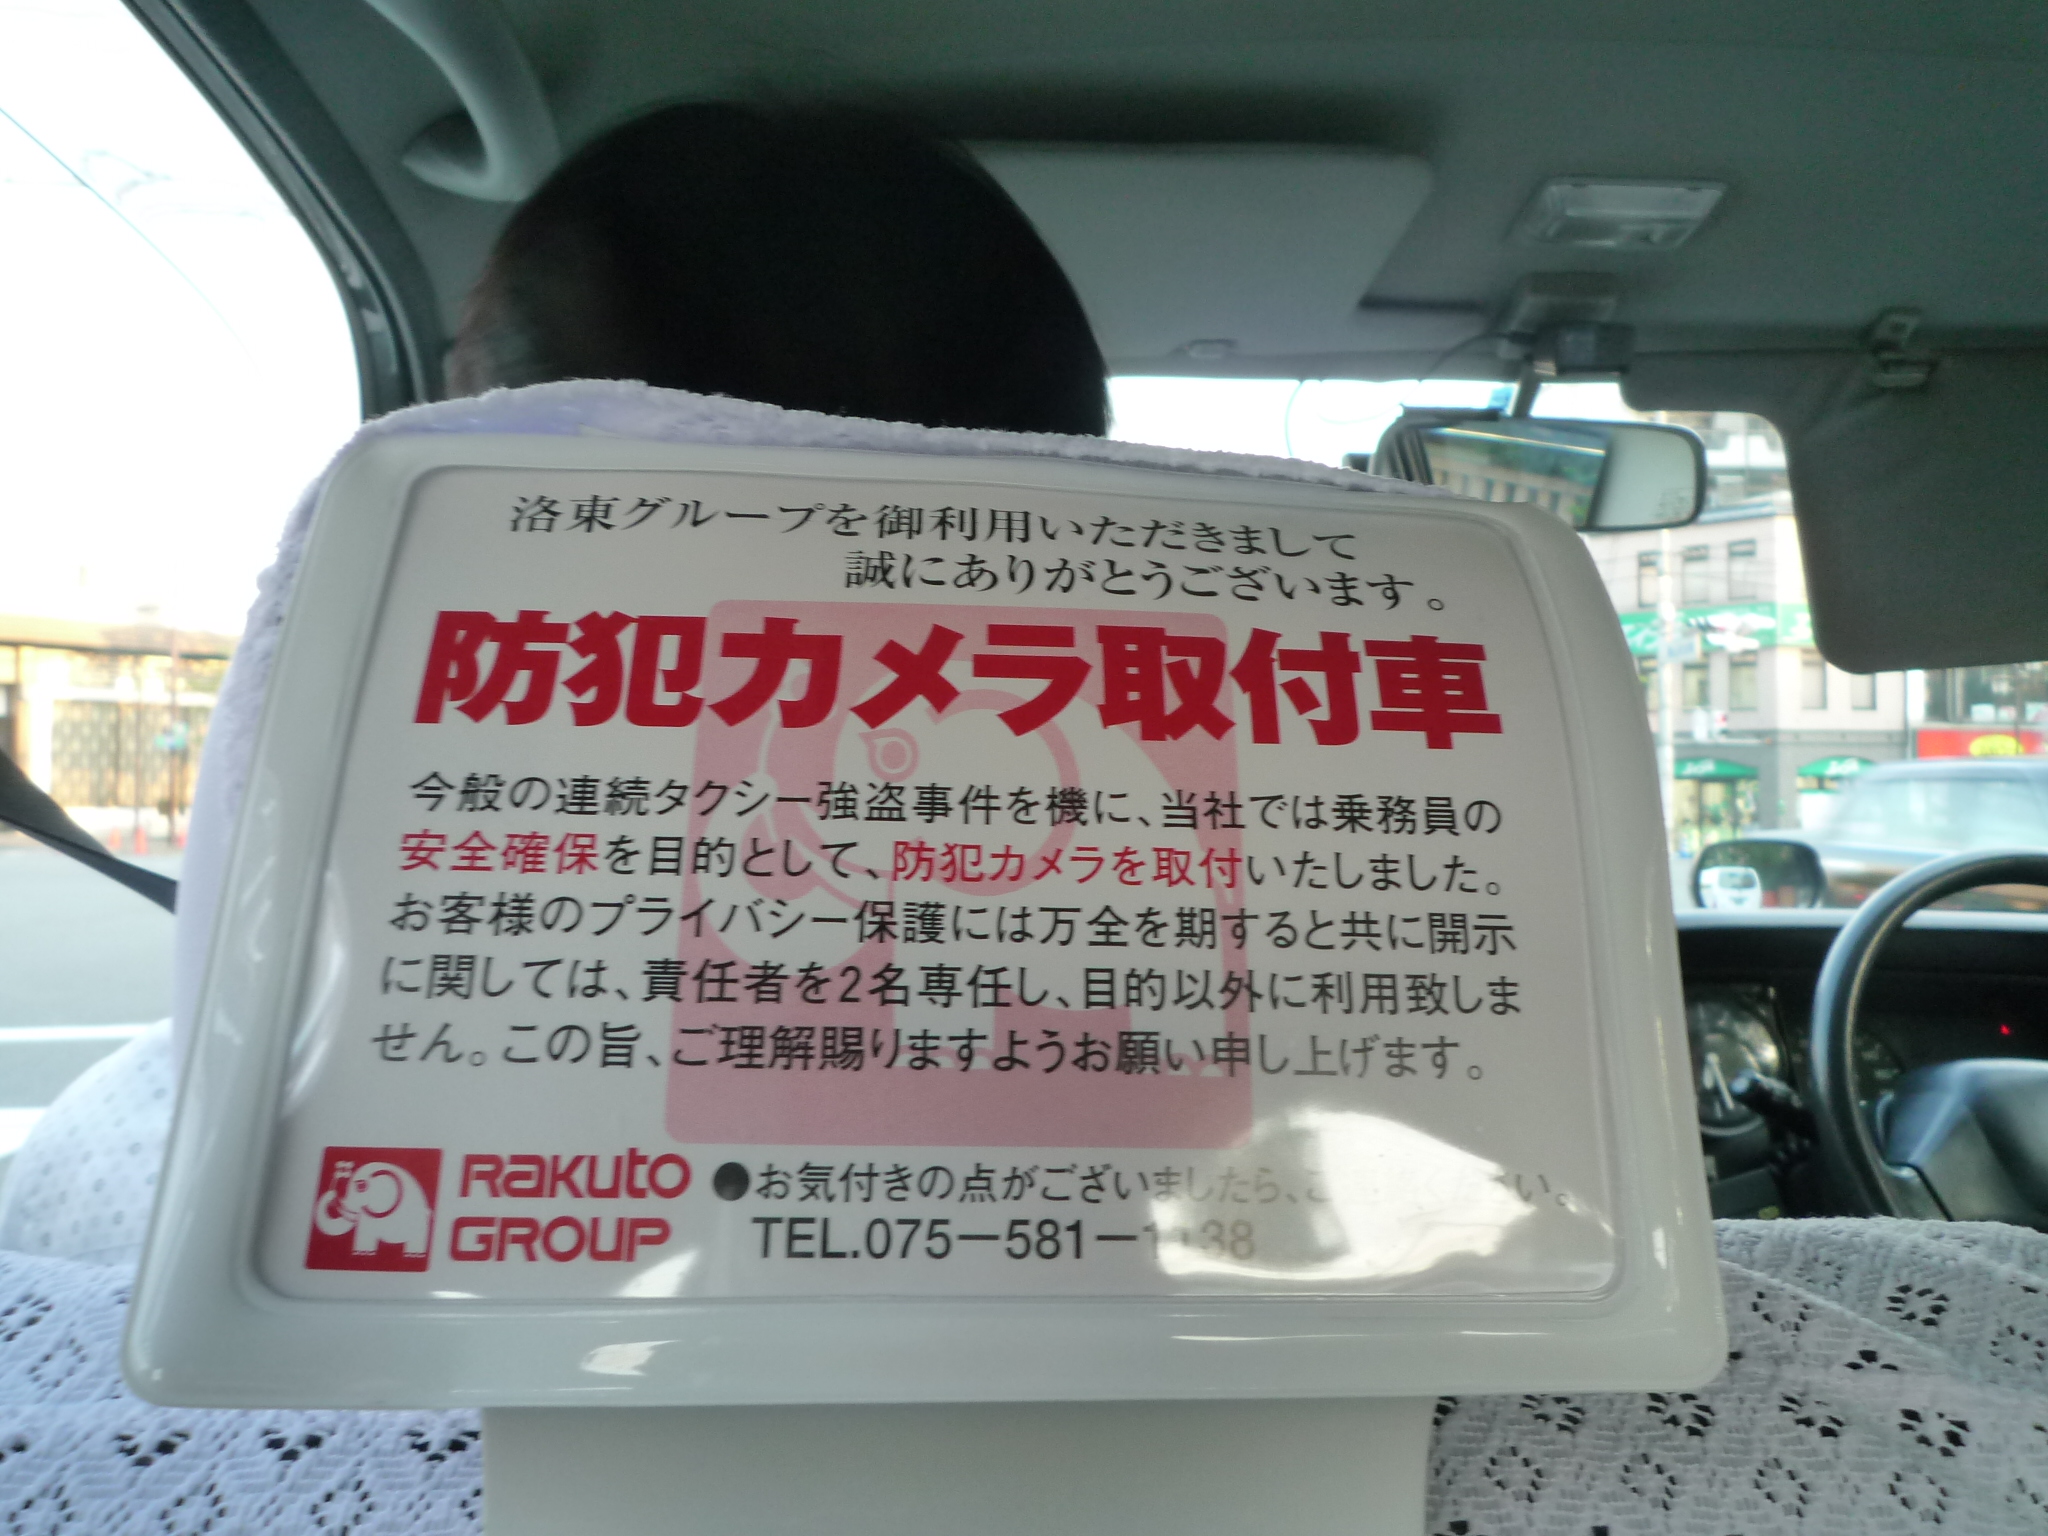 洛東グループを御利用いただきまして
誠にありがとうございます。
防犯カメラ取付車
今般の連続タクシー強盗事件を機に、当社では乗務員の
安全確保を目的として、防犯カメラを取付いたしました。
お客様のプライバシー保護には万全を期すると共に開示
に関しては、責任者を2名専任し、目的以外に利用致しま
せん。この旨、ご理解賜りますようお願い申し上げます。
RAKUTO
GROUP
●お気付きの点がございましたら、
TEL.075-581-